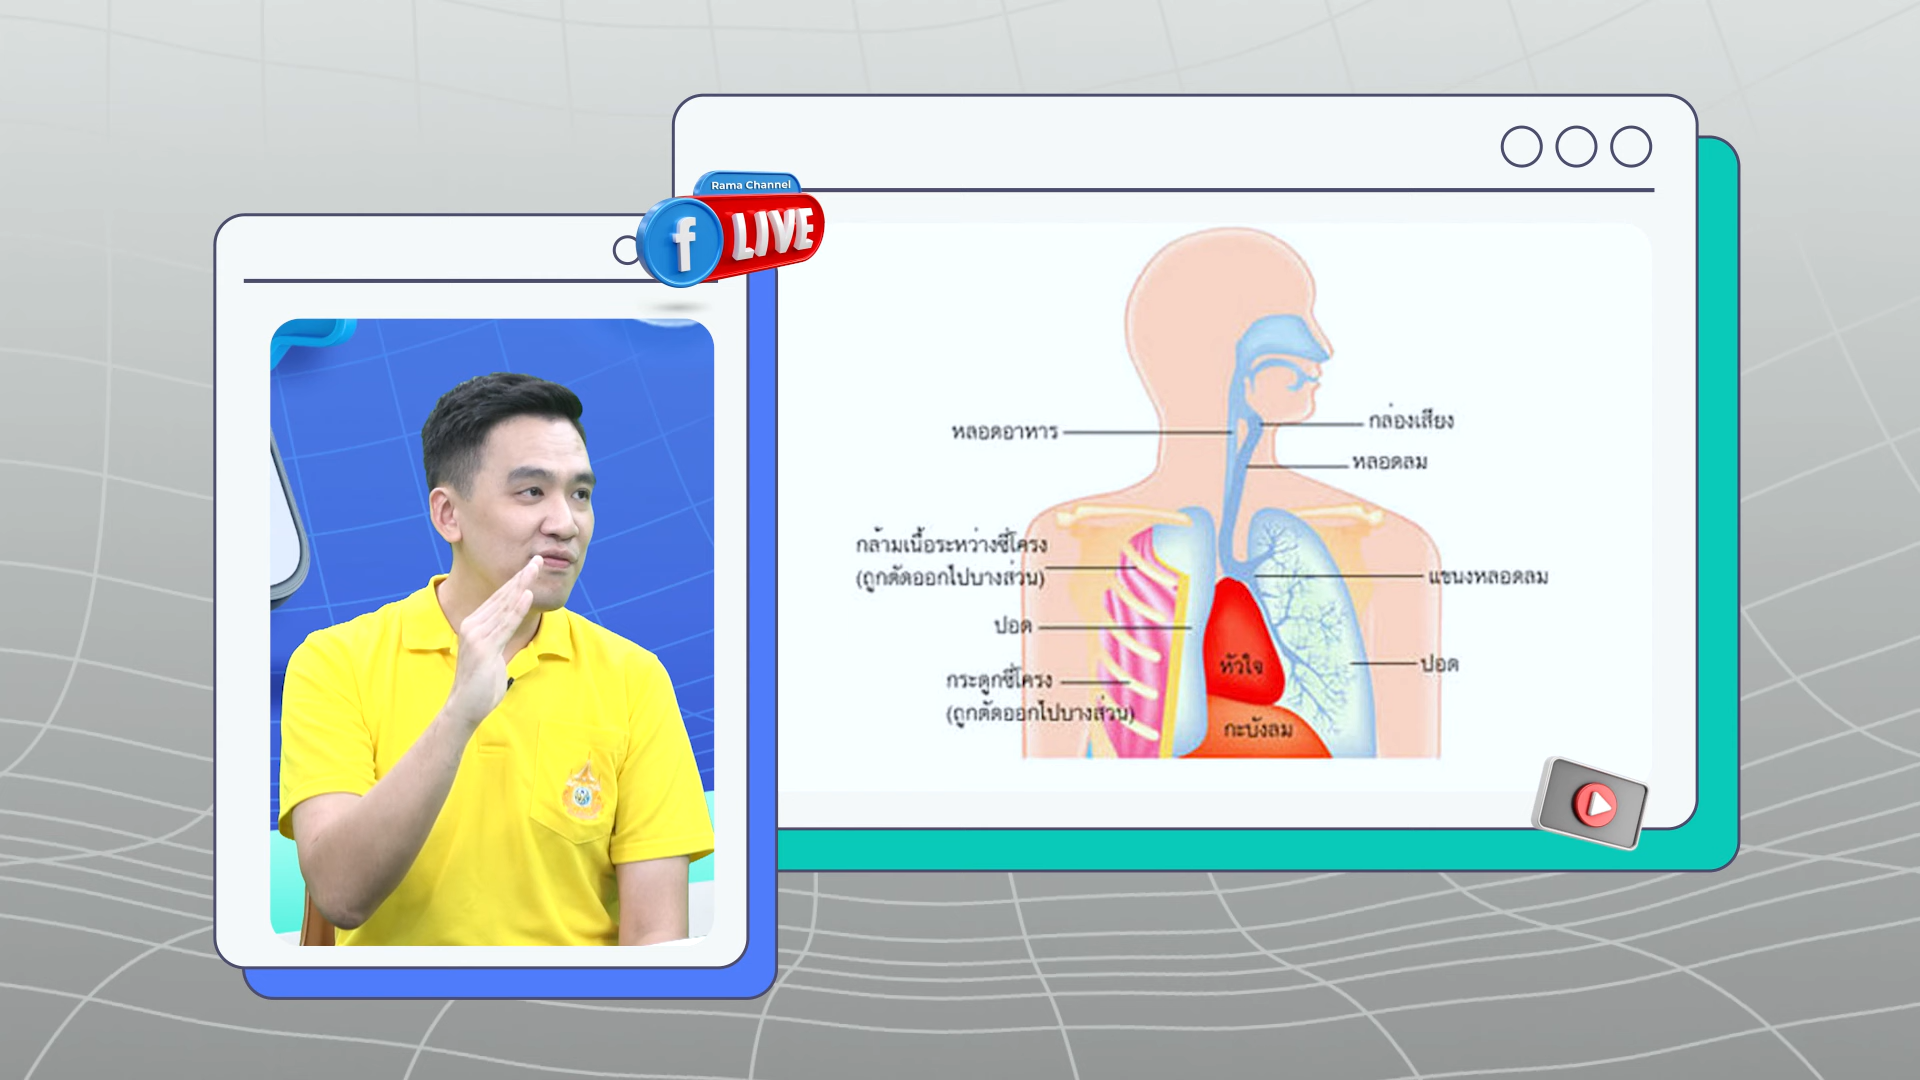 Rama Channel
f LIVE
หลอดอาหาร
กล่องเสียง
หลอดลม
กล้ามเนื้อระหว่างซี่โครง
(ถูกตัดออกไปบางส่วน)
แขนงหลอดลม
ปอด
หัวใจ
ปอด
กระดูกซี่โครง
(ถูกตัดออกไปบางส่วน)
กะบังลม